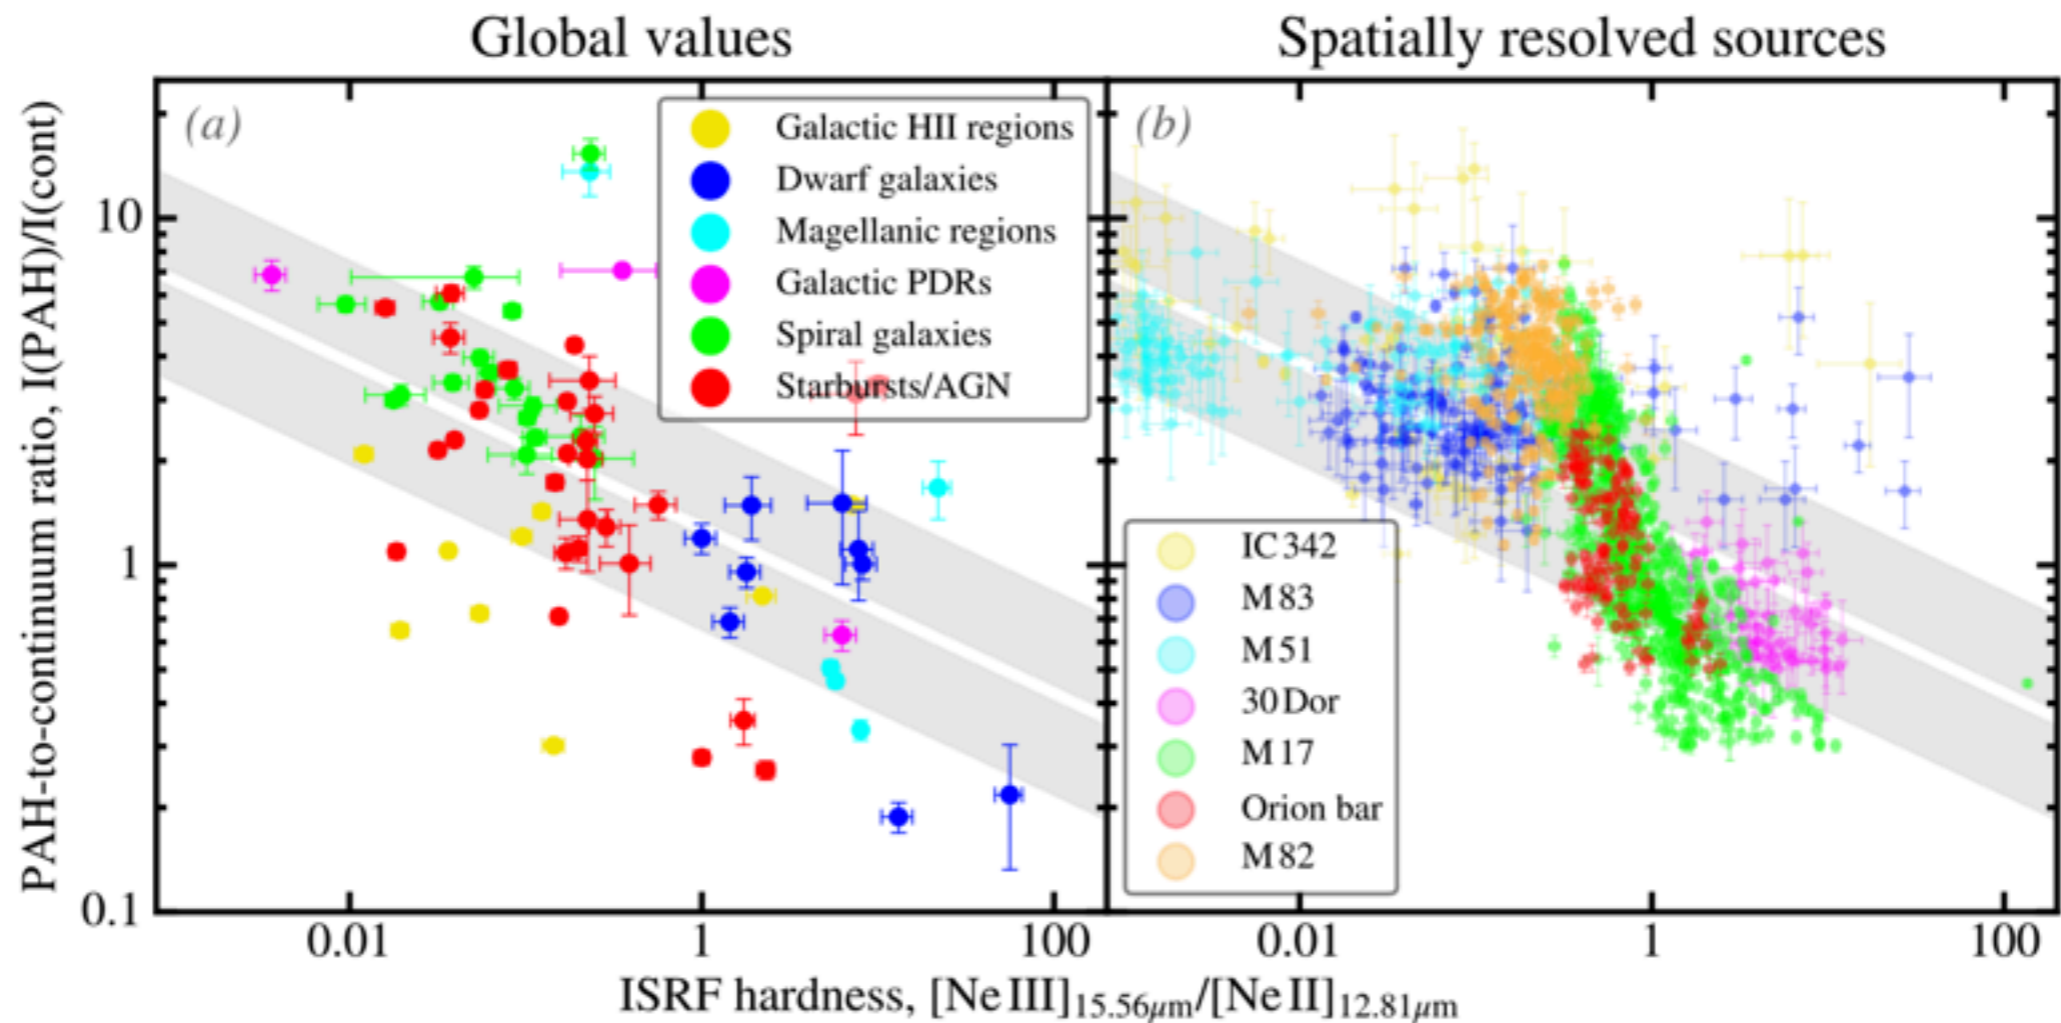 Global values
Spatially resolved sources
PAH-to-continuum ratio, I(PAH)/I(cont)
(a)
Galactic HII regions
Dwarf galaxies
Magellanic regions
Galactic PDRs
Spiral galaxies
Starbursts/AGN
(b)
IC 342
M 83
M 51
30 Dor
M 17
Orion bar
M 82
10
1
0.1
0.01
1
100
0.01
1
100
ISRF hardness, [Ne III]15.56μm/[Ne II]12.81μm